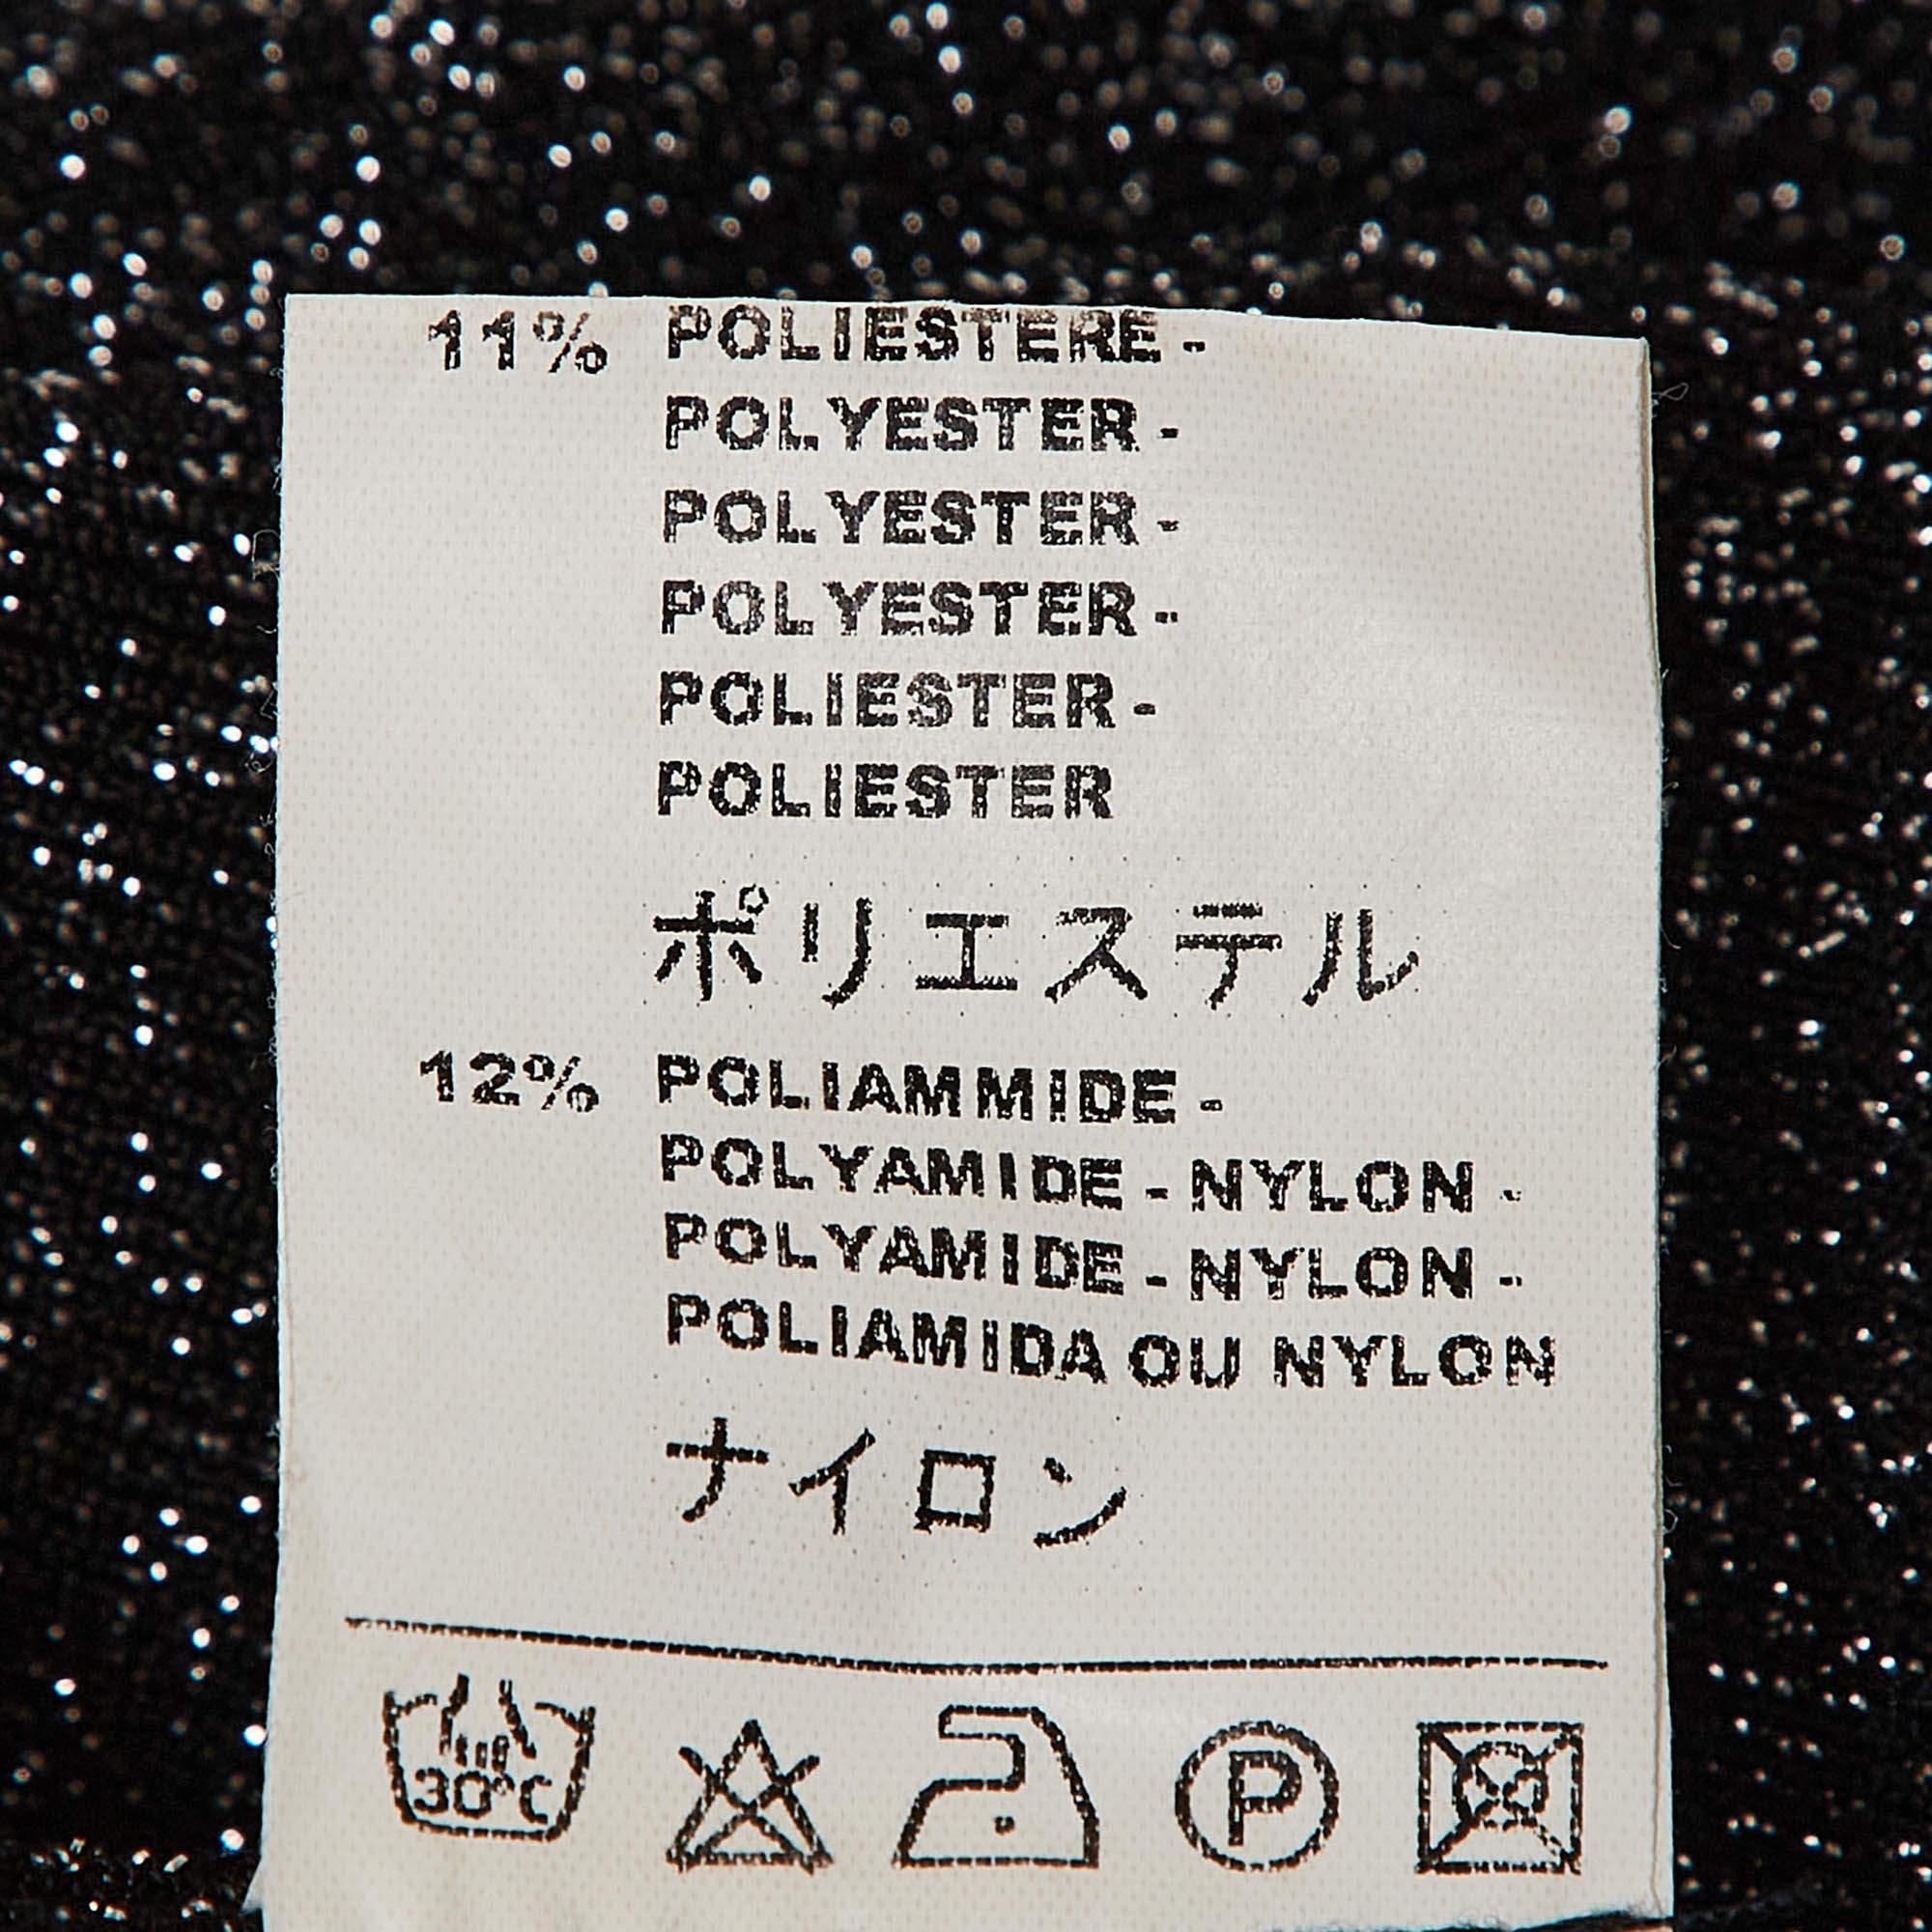 11% POLIESTERE -
POLYESTER -
POLYESTER -
POLYESTER -
POLIESTER -
POLIESTER
ポリエステル
12% POLIAMMIDE -
POLYAMIDE - NYLON -
POLYAMIDE - NYLON -
POLIAMIDA OU NYLON
ナイロン
30°C P